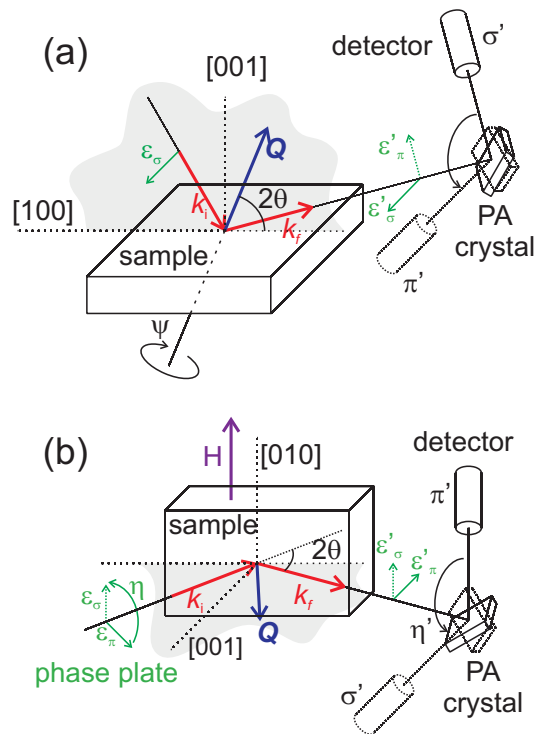 (a)
detector
σ'
[001]
ε_σ
Q
ε'_π
k_i
2θ
ε'_σ
[100]
k_f
PA
crystal
sample
π'
ψ
(b)
H
[010]
detector
π'
sample
2θ
ε'_σ
ε'_π
ε_σ
η
k_i
k_f
ε_π
[001]
Q
η'
PA
crystal
phase plate
σ'